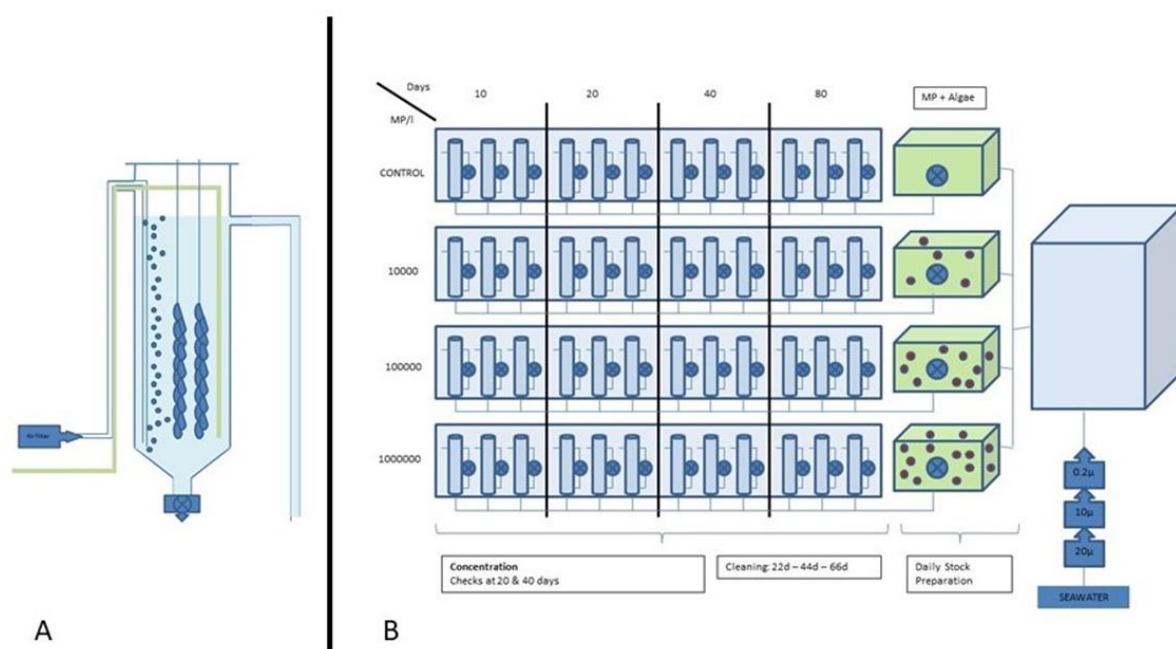 Air filter
A
Days
10
20
40
80
MP + Algae
MP/l
CONTROL
10000
100000
1000000
0.2µ
10µ
20µ
SEAWATER
Concentration
Checks at 20 & 40 days
Cleaning: 22d – 44d – 66d
Daily Stock
Preparation
B